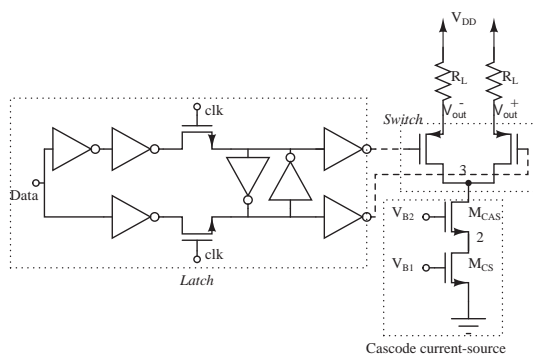 V_DD
R_L R_L
V_out^- V_out^+
Switch
clk
3
Data
clk
Latch
V_B2 M_CAS
2
V_B1 M_CS
Cascode current-source